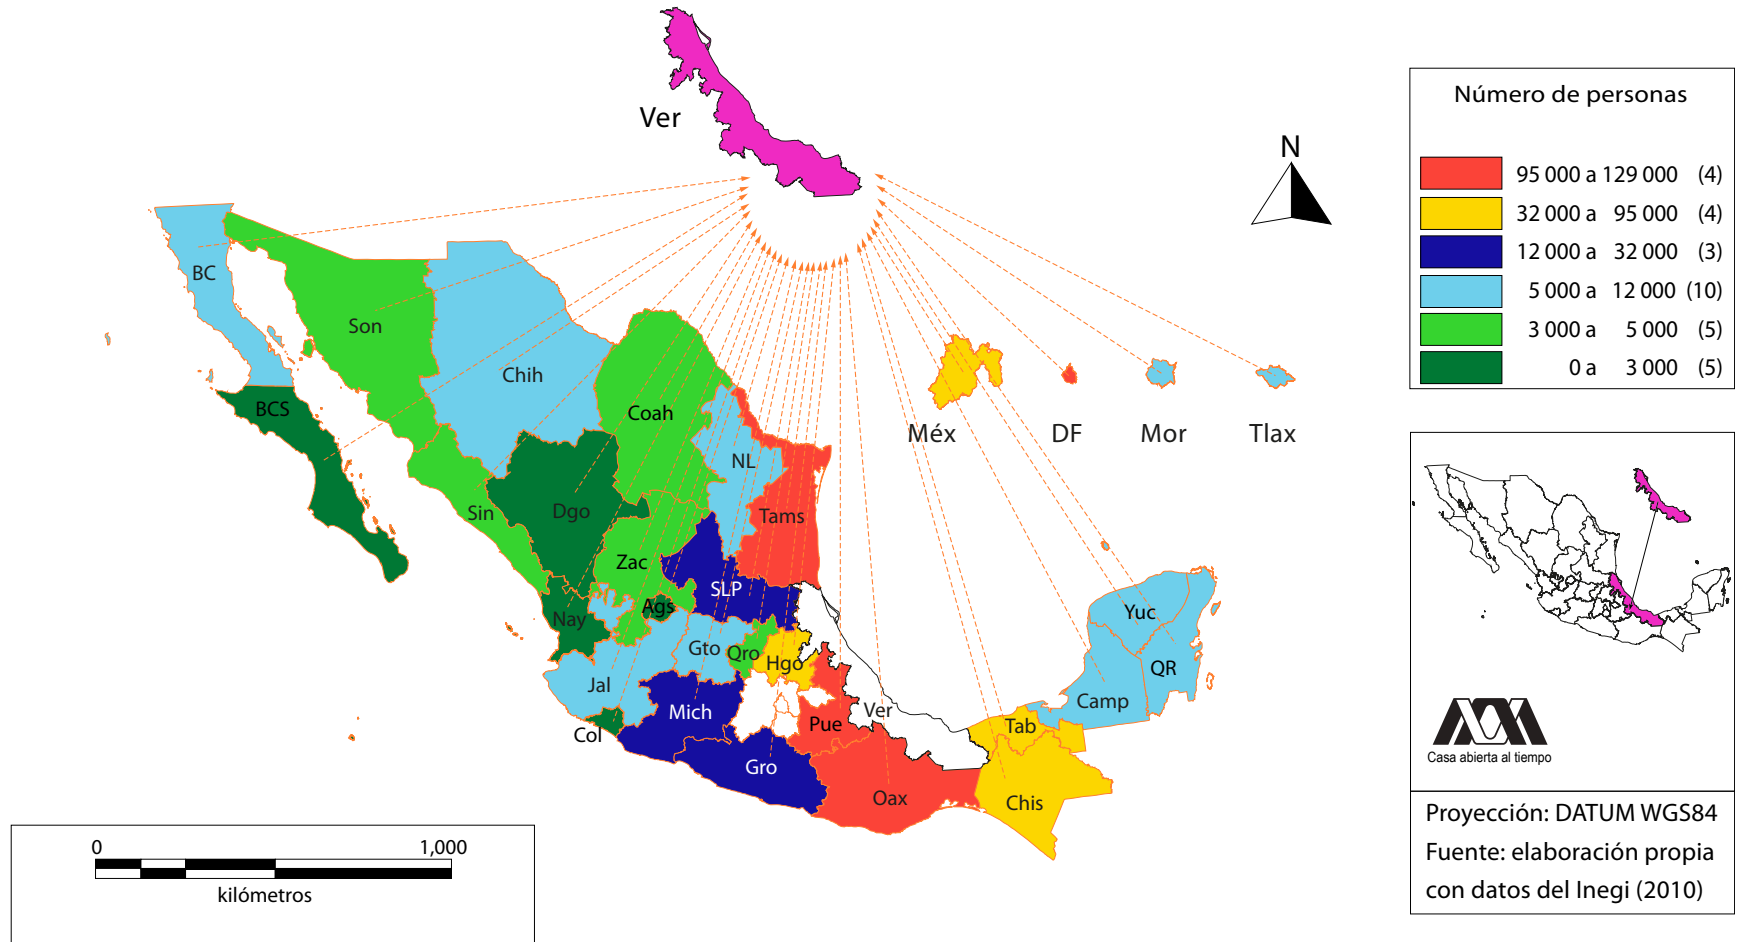 Ver
N
BC
Son
Chih
BCS
Coah
NL
Sin
Dgo
Tams
Zac
SLP
Nay
Ags
Gto
Qro
Hgo
Jal
Mich
Col
Pue
Ver
Gro
Oax
Tab
Chis
Camp
Yuc
QR
Méx
DF
Mor
Tlax
Número de personas
95 000 a 129 000 (4)
32 000 a 95 000 (4)
12 000 a 32 000 (3)
5 000 a 12 000 (10)
3 000 a 5 000 (5)
0 a 3 000 (5)
Casa abierta al tiempo
Proyección: DATUM WGS84
Fuente: elaboración propia
con datos del Inegi (2010)
0 1,000
kilómetros